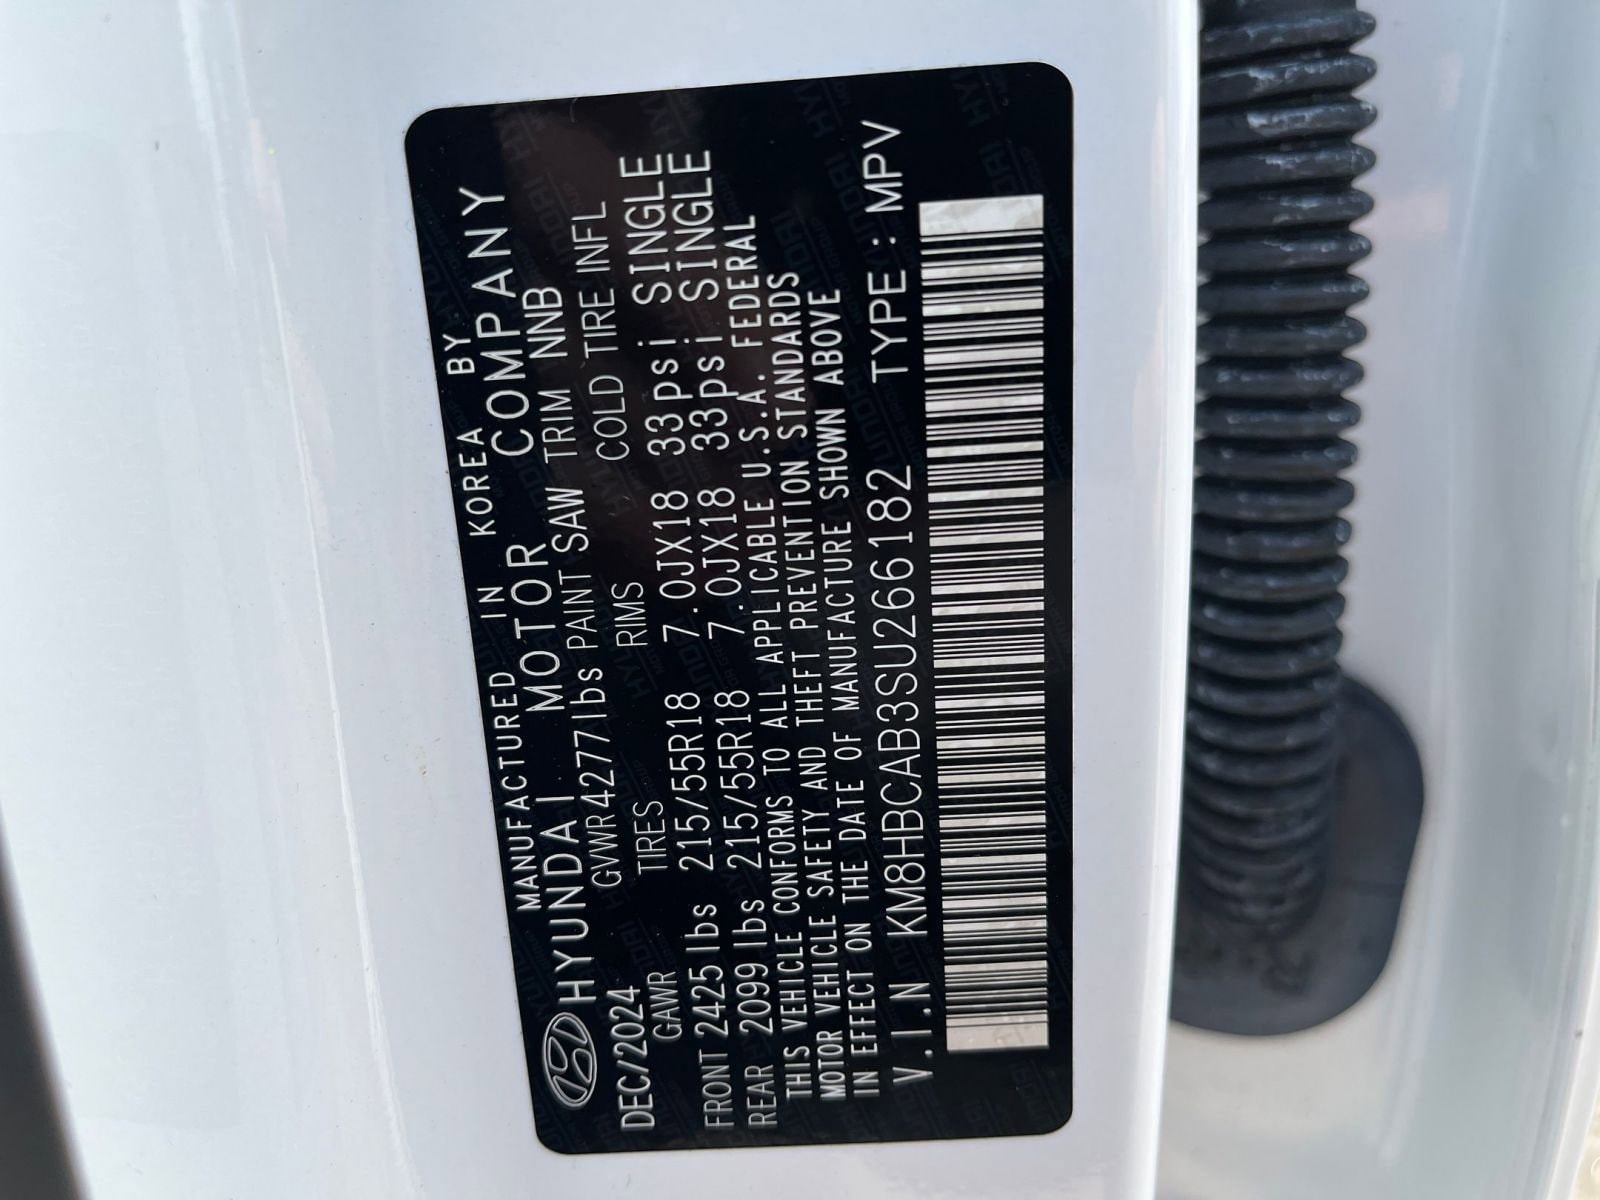 MANUFACTURED IN KOREA BY
HYUNDAI MOTOR COMPANY
DEC/2024 GVWR 4277lbs PAINT SAW TRIM NNB
GAWR TIRES RIMS COLD TIRE INFL
FRONT 2425 lbs 215/55R18 7.0JX18 33psi SINGLE
REAR 2099 lbs 215/55R18 7.0JX18 33psi SINGLE
THIS VEHICLE CONFORMS TO ALL APPLICABLE U.S.A. FEDERAL
MOTOR VEHICLE SAFETY AND THEFT PREVENTION STANDARDS
IN EFFECT ON THE DATE OF MANUFACTURE SHOWN ABOVE
V.I.N KM8HBCAB3SU266182 TYPE : MPV